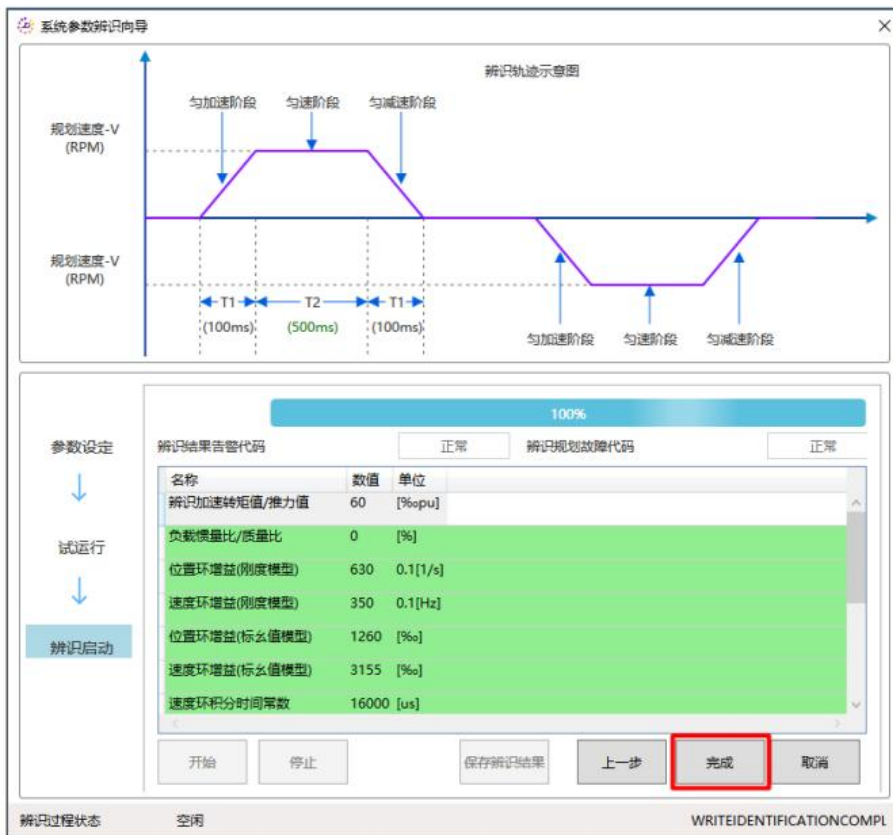 系统参数辨识向导
辨识轨迹示意图
匀加速阶段 匀速阶段 匀减速阶段
规划速度-V
(RPM)
规划速度-V
(RPM)
T1 T2 T1
(100ms) (500ms) (100ms)
匀加速阶段 匀速阶段 匀减速阶段
100%
参数设定
试运行
辨识启动
辨识结果告警代码 正常 辨识规划故障代码 正常
名称 数值 单位
辨识加速转矩值/推力值 60 [‰pu]
负载惯量比/质量比 0 [%]
位置环增益(刚度模型) 630 0.1[1/s]
速度环增益(刚度模型) 350 0.1[Hz]
位置环增益(标幺值模型) 1260 [‰]
速度环增益(标幺值模型) 3155 [‰]
速度环积分时间常数 16000 [us]
开始 停止 保存辨识结果 上一步 完成 取消
辨识过程状态 空闲 WRITEIDENTIFICATIONCOMPL